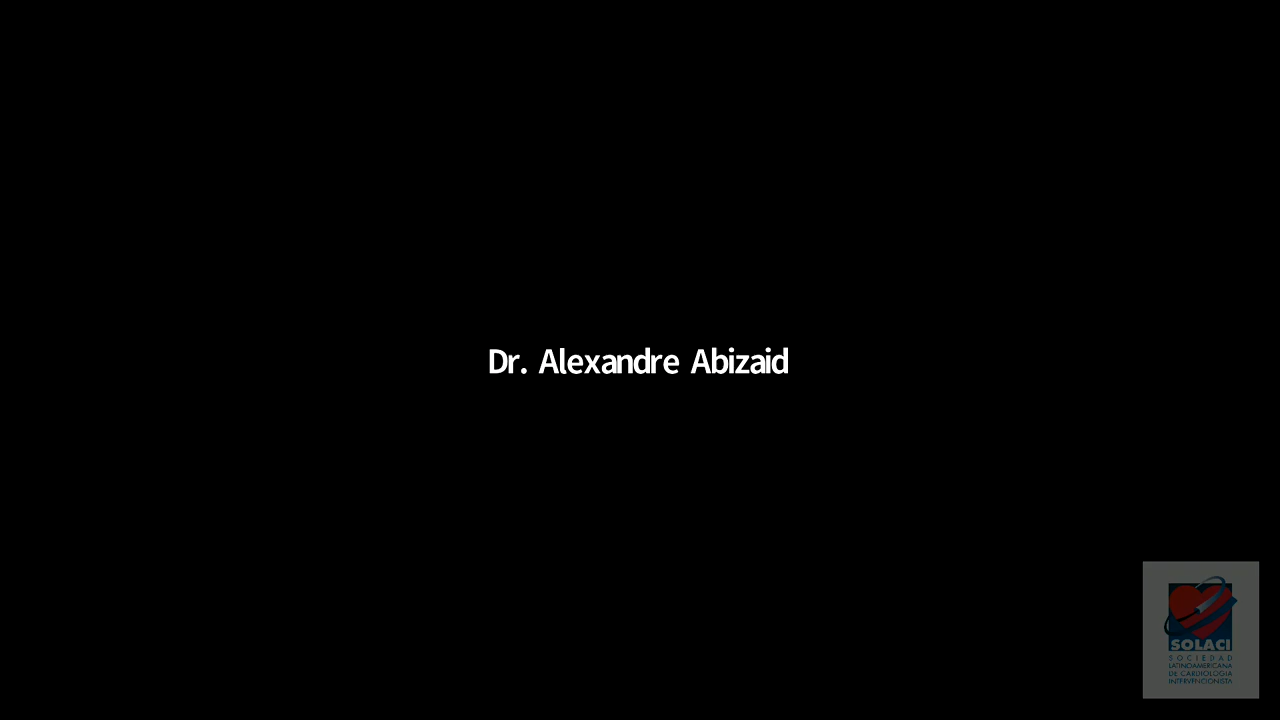 Dr. Alexandre Abizaid
SOLACI
SOCIEDAD
LATINOAMERICANA
DE CARDIOLOGIA
INTERVENCIONISTA